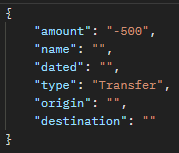 {
"amount": "-500",
"name": "",
"dated": "",
"type": "Transfer",
"origin": "",
"destination": ""
}